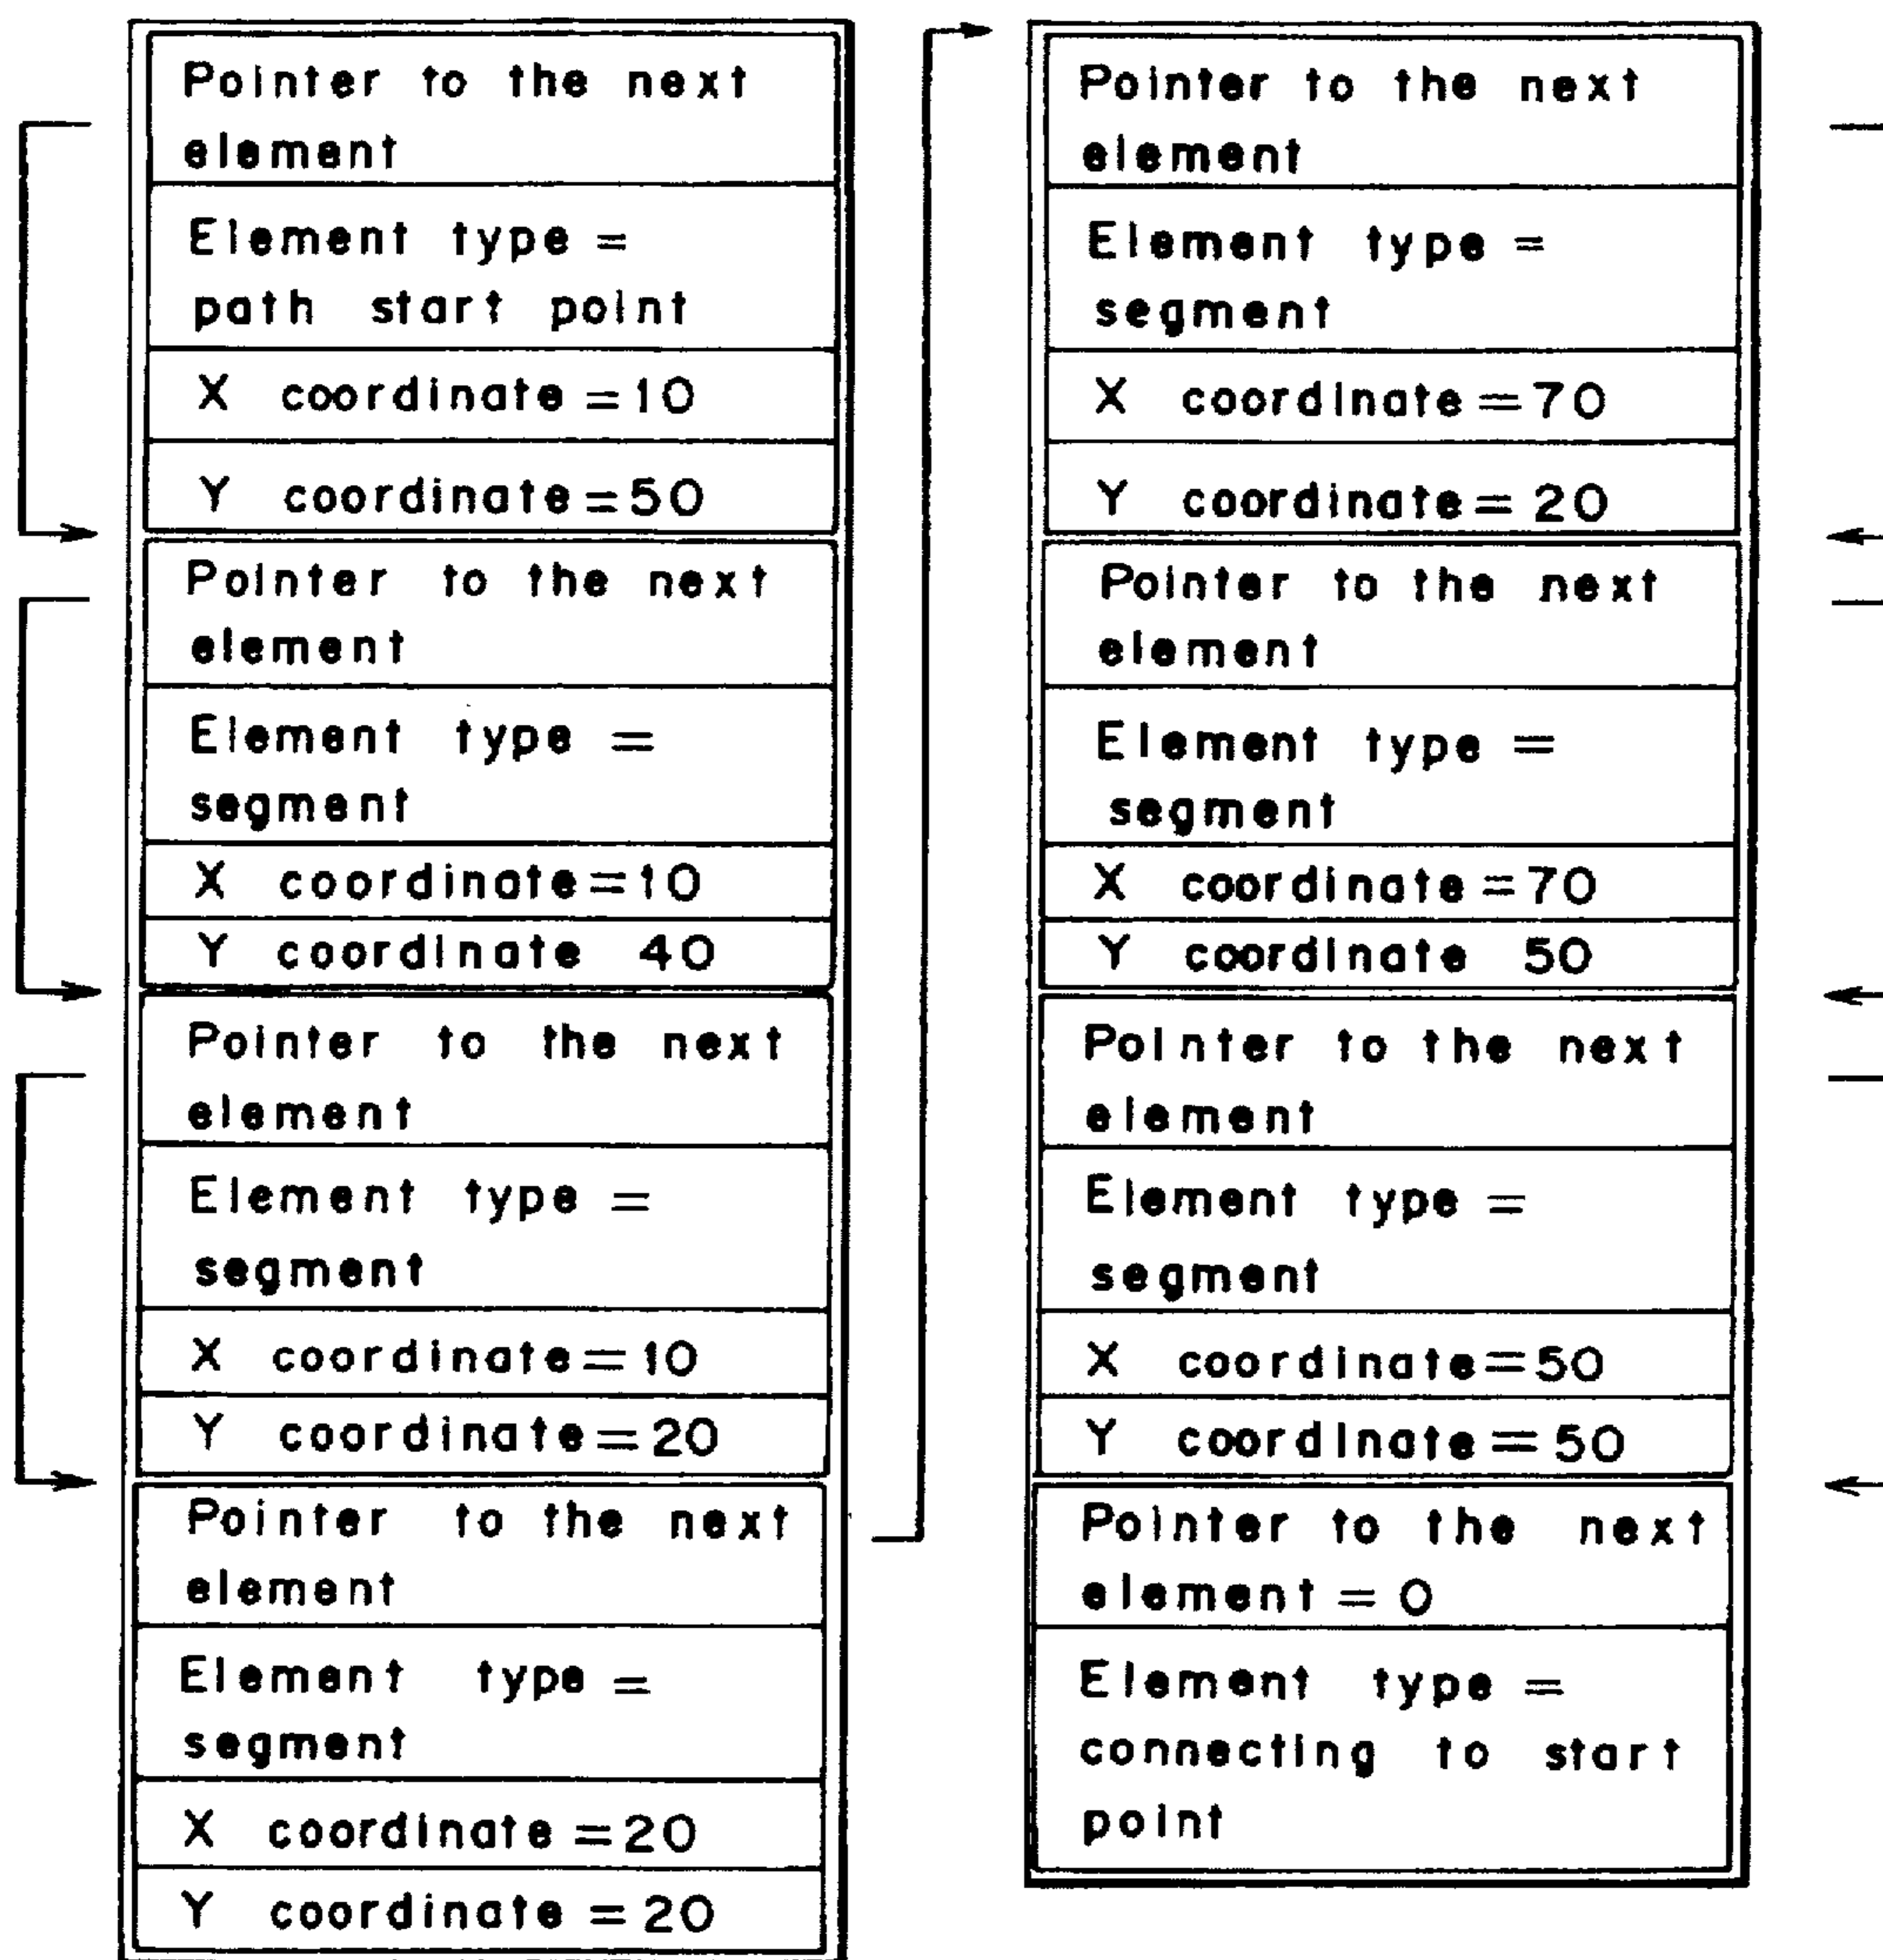 Pointer to the next
element
Element type =
path start point
X coordinate = 10
Y coordinate = 50
Pointer to the next
element
Element type =
segment
X coordinate = 10
Y coordinate 40
Pointer to the next
element
Element type =
segment
X coordinate = 10
Y coordinate = 20
Pointer to the next
element
Element type =
segment
X coordinate = 20
Y coordinate = 20
Pointer to the next
element
Element type =
segment
X coordinate = 70
Y coordinate = 20
Pointer to the next
element
Element type =
segment
X coordinate = 70
Y coordinate 50
Pointer to the next
element
Element type =
segment
X coordinate = 50
Y coordinate = 50
Pointer to the next
element = 0
Element type =
connecting to start
point